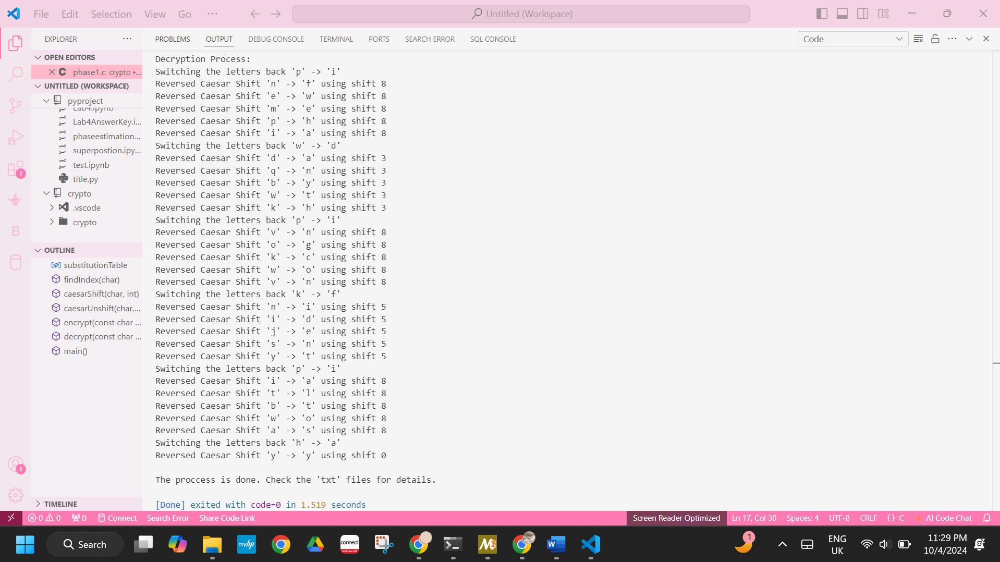 File Edit Selection View Go ··· Untitled (Workspace)
EXPLORER ···
PROBLEMS OUTPUT DEBUG CONSOLE TERMINAL PORTS SEARCH ERROR SQL CONSOLE Code ···
OPEN EDITORS
C phase1.c crypto •...
UNTITLED (WORKSPACE)
pyproject
Lab4.ipynb
Lab4AnswerKey.i...
phaseestimation...
superpostion.ipy...
test.ipynb
title.py
crypto
.vscode
crypto
OUTLINE
substitutionTable
findIndex(char)
caesarShift(char, int)
caesarUnshift(char,...
encrypt(const char ...
decrypt(const char ...
main()
TIMELINE
1
B
1
Decryption Process:
Switching the letters back 'p' -> 'i'
Reversed Caesar Shift 'n' -> 'f' using shift 8
Reversed Caesar Shift 'e' -> 'w' using shift 8
Reversed Caesar Shift 'm' -> 'e' using shift 8
Reversed Caesar Shift 'p' -> 'h' using shift 8
Reversed Caesar Shift 'i' -> 'a' using shift 8
Switching the letters back 'w' -> 'd'
Reversed Caesar Shift 'd' -> 'a' using shift 3
Reversed Caesar Shift 'q' -> 'n' using shift 3
Reversed Caesar Shift 'b' -> 'y' using shift 3
Reversed Caesar Shift 'w' -> 't' using shift 3
Reversed Caesar Shift 'k' -> 'h' using shift 3
Switching the letters back 'p' -> 'i'
Reversed Caesar Shift 'v' -> 'n' using shift 8
Reversed Caesar Shift 'o' -> 'g' using shift 8
Reversed Caesar Shift 'k' -> 'c' using shift 8
Reversed Caesar Shift 'w' -> 'o' using shift 8
Reversed Caesar Shift 'v' -> 'n' using shift 8
Switching the letters back 'k' -> 'f'
Reversed Caesar Shift 'n' -> 'i' using shift 5
Reversed Caesar Shift 'i' -> 'd' using shift 5
Reversed Caesar Shift 'j' -> 'e' using shift 5
Reversed Caesar Shift 's' -> 'n' using shift 5
Reversed Caesar Shift 'y' -> 't' using shift 5
Switching the letters back 'p' -> 'i'
Reversed Caesar Shift 'i' -> 'a' using shift 8
Reversed Caesar Shift 't' -> 'l' using shift 8
Reversed Caesar Shift 'b' -> 't' using shift 8
Reversed Caesar Shift 'w' -> 'o' using shift 8
Reversed Caesar Shift 'a' -> 's' using shift 8
Switching the letters back 'h' -> 'a'
Reversed Caesar Shift 'y' -> 'y' using shift 0
The proccess is done. Check the 'txt' files for details.
[Done] exited with code=0 in 1.519 seconds
0 0 0 Connect Search Error Share Code Link Screen Reader Optimized Ln 17, Col 30 Spaces: 4 UTF-8 CRLF {} C AI Code Chat
Search myhp connect McGraw-Hill M2 W 1 ENG 11:29 PM
UK 10/4/2024